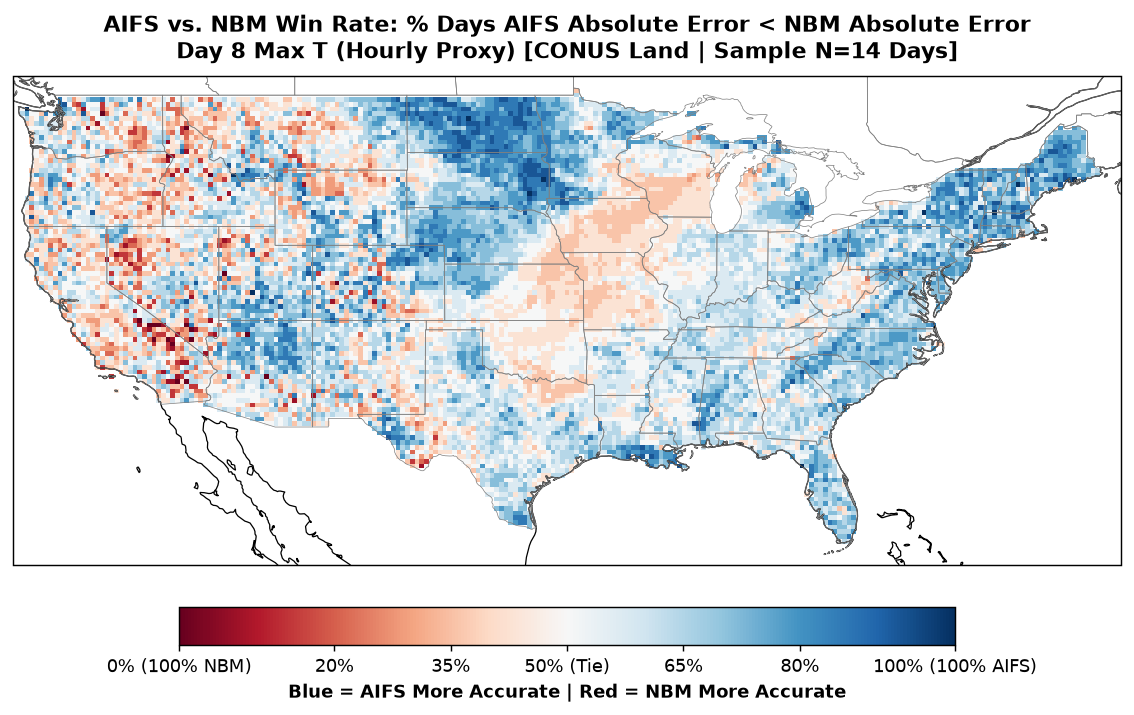 AIFS vs. NBM Win Rate: % Days AIFS Absolute Error < NBM Absolute Error
Day 8 Max T (Hourly Proxy) [CONUS Land | Sample N=14 Days]
0% (100% NBM) 20% 35% 50% (Tie) 65% 80% 100% (100% AIFS)
Blue = AIFS More Accurate | Red = NBM More Accurate